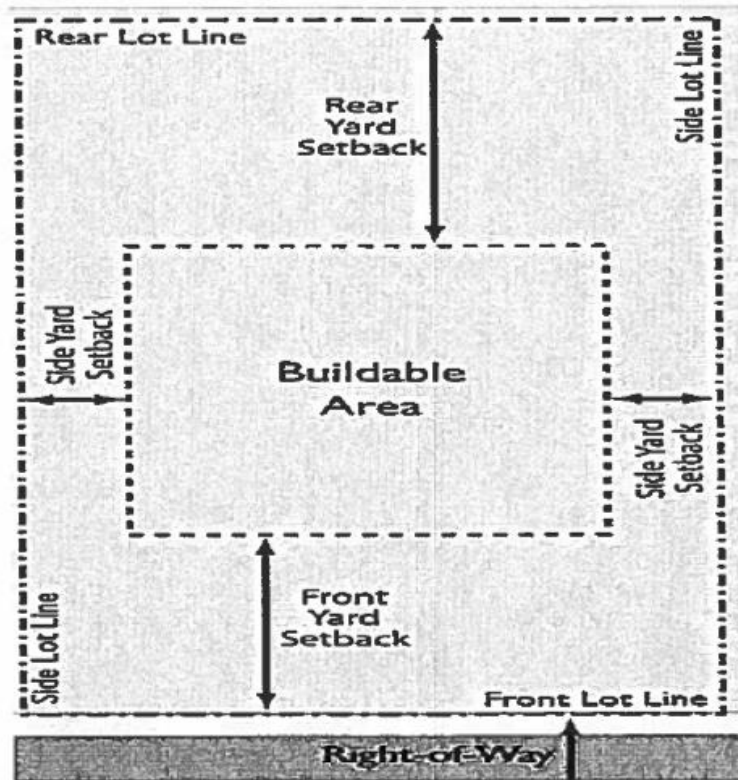 Rear Lot Line
Side Lot Line
Rear
Yard
Setback
Side Yard
Setback
Buildable
Area
Side Yard
Setback
Side Lot Line
Front
Yard
Setback
Front Lot Line
Right-of-Way